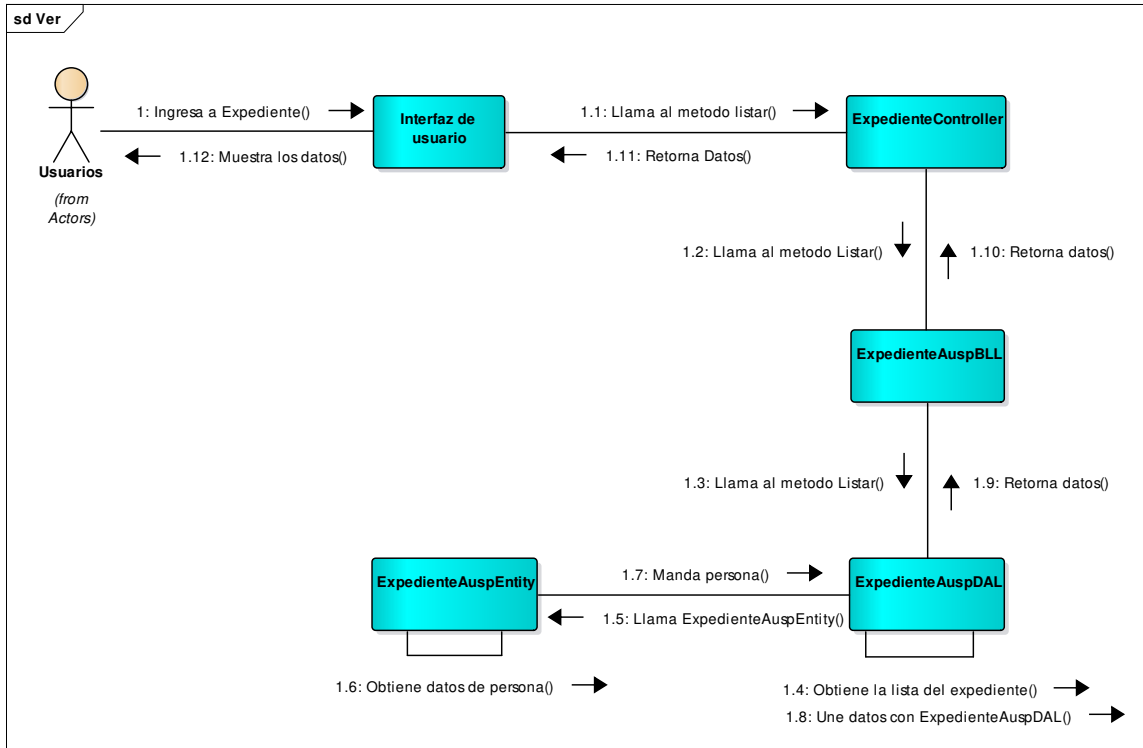 sd Ver
1: Ingresa a Expediente()
Interfaz de
usuario
1.1: Llama al metodo listar()
ExpedienteController
1.12: Muestra los datos()
1.11: Retorna Datos()
Usuarios
(from
Actors)
1.2: Llama al metodo Listar()
1.10: Retorna datos()
ExpedienteAuspBLL
1.3: Llama al metodo Listar()
1.9: Retorna datos()
ExpedienteAuspEntity
1.7: Manda persona()
ExpedienteAuspDAL
1.5: Llama ExpedienteAuspEntity()
1.6: Obtiene datos de persona()
1.4: Obtiene la lista del expediente()
1.8: Une datos con ExpedienteAuspDAL()